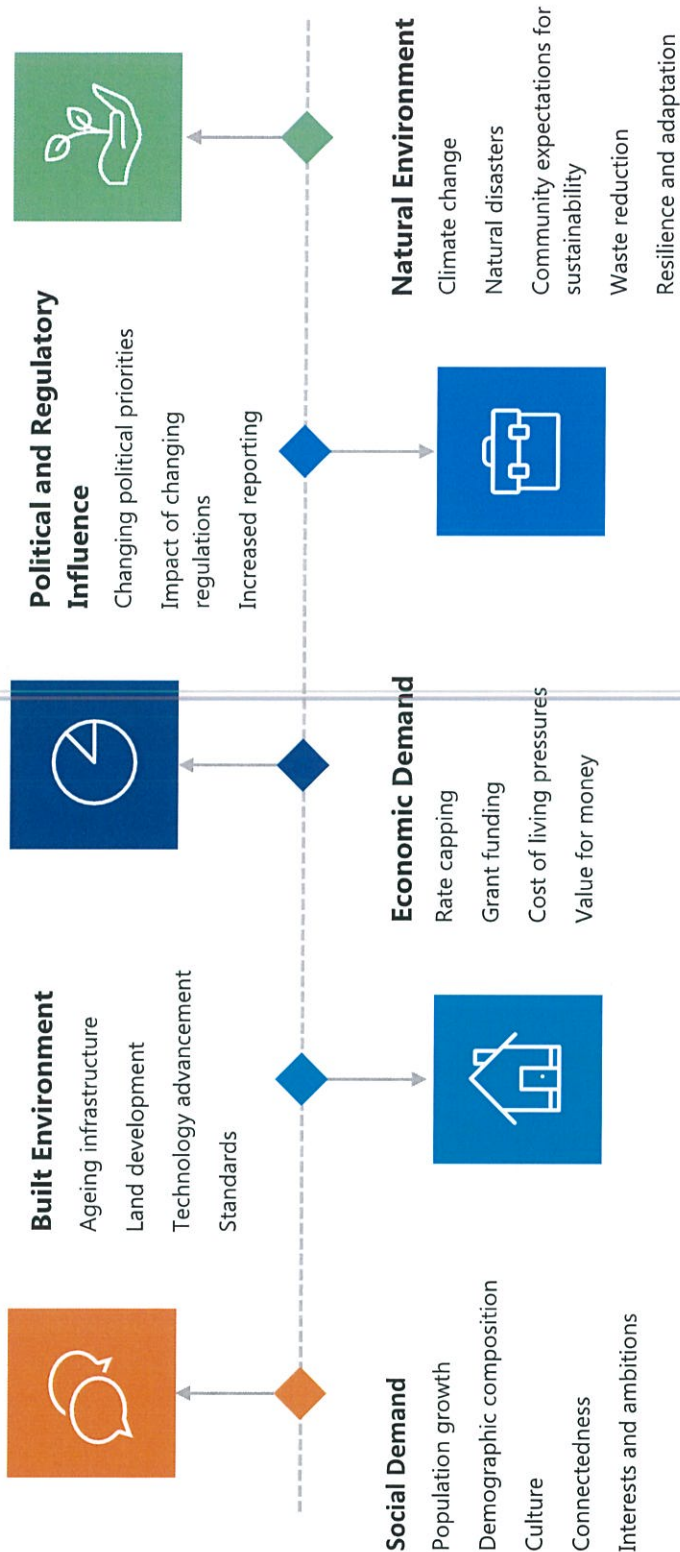 Social Demand
Population growth
Demographic composition
Culture
Connectedness
Interests and ambitions
Built Environment
Ageing infrastructure
Land development
Technology advancement
Standards
Economic Demand
Rate capping
Grant funding
Cost of living pressures
Value for money
Political and Regulatory
Influence
Changing political priorities
Impact of changing
regulations
Increased reporting
Natural Environment
Climate change
Natural disasters
Community expectations for
sustainability
Waste reduction
Resilience and adaptation